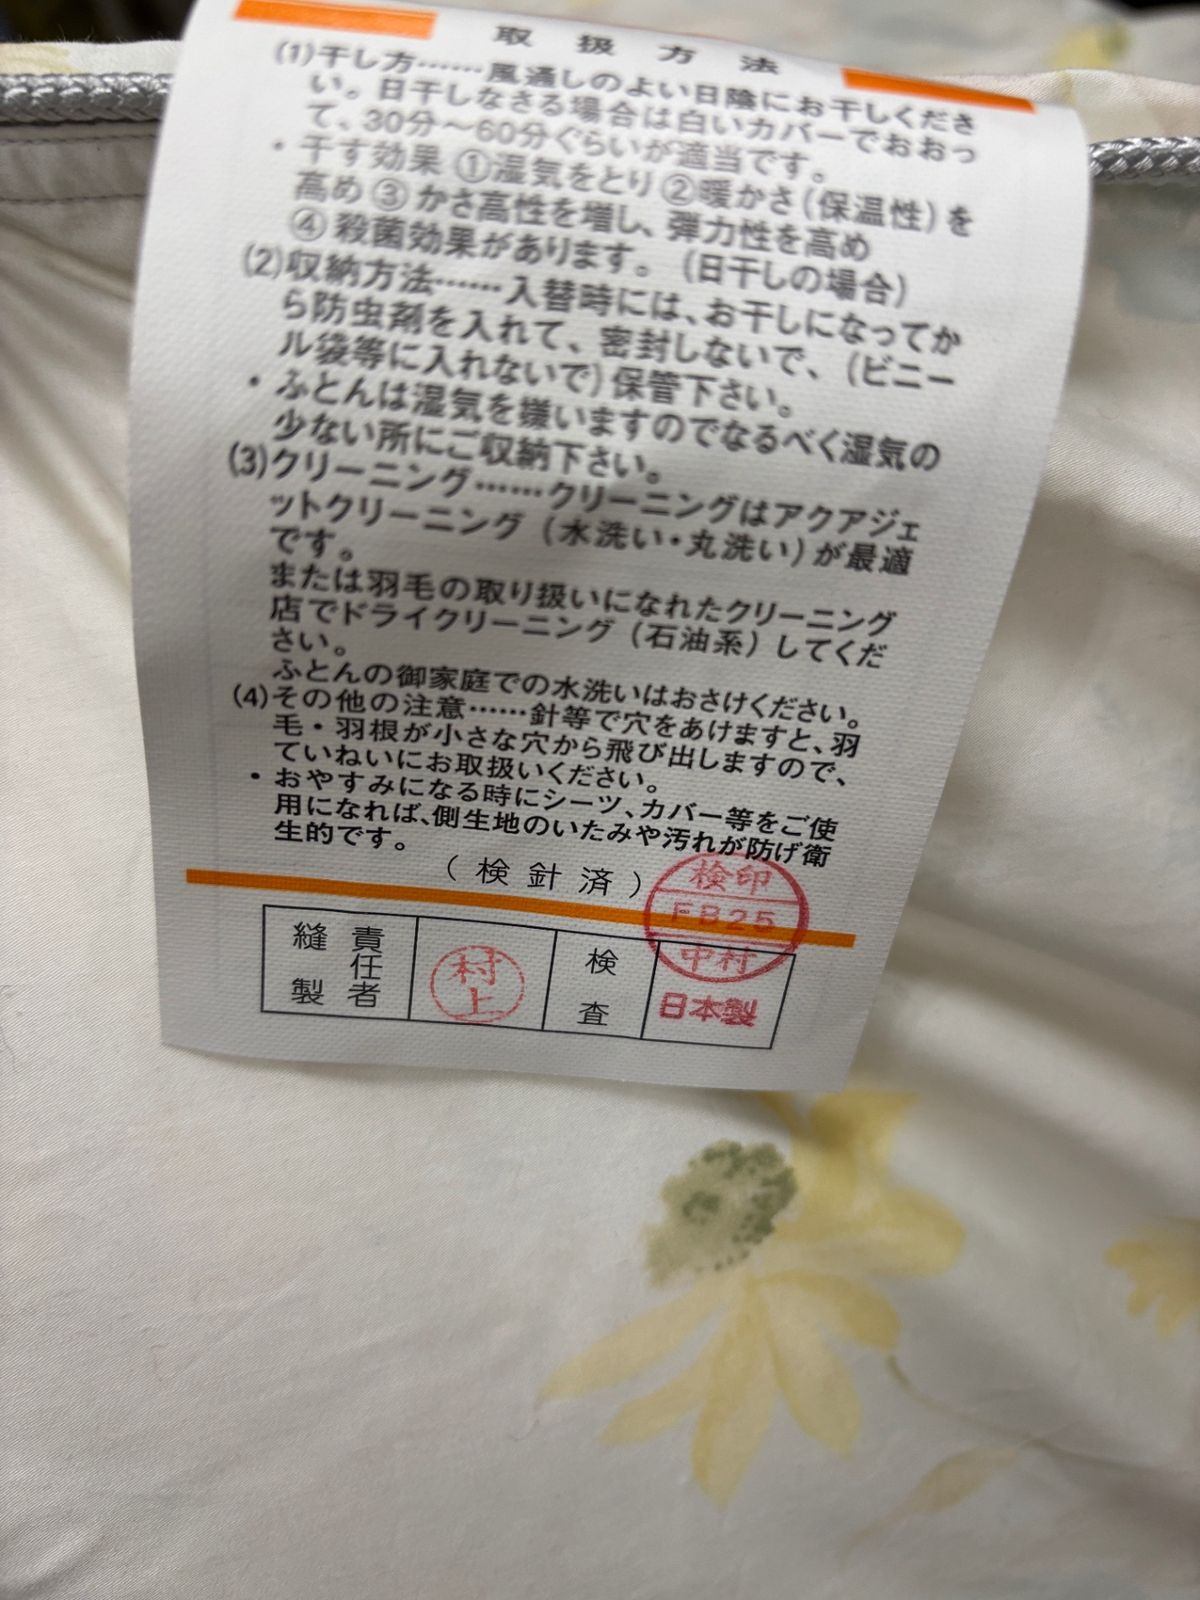 取扱方法
(1)干し方……風通しのよい日陰にお干しくださ
い。日干しなさる場合は白いカバーでおおっ
て、30分〜60分ぐらいが適当です。
・干す効果 ①湿気をとり ②暖かさ(保温性)を
高め ③かさ高性を増し、弾力性を高め
④殺菌効果があります。(日干しの場合)
(2)収納方法……入替時には、お干しになってか
ら防虫剤を入れて、密封しないで、(ビニー
ル袋等に入れないで)保管下さい。
・ふとんは湿気を嫌いますのでなるべく湿気の
少ない所にご収納下さい。
(3)クリーニング……クリーニングはアクアジェ
ットクリーニング(水洗い・丸洗い)が最適
です。
または羽毛の取り扱いになれたクリーニング
店でドライクリーニング(石油系)してくだ
さい。
ふとんの御家庭での水洗いはおさけください。
(4)その他の注意……針等で穴をあけますと、羽
毛・羽根が小さな穴から飛び出しますので、
ていねいにお取扱いください。
・おやすみになる時にシーツ、カバー等をご使
用になれば、側生地のいたみや汚れが防げ衛
生的です。
(検針済)
検印
FB25
中村
縫製
責任者
村上
検査
日本製